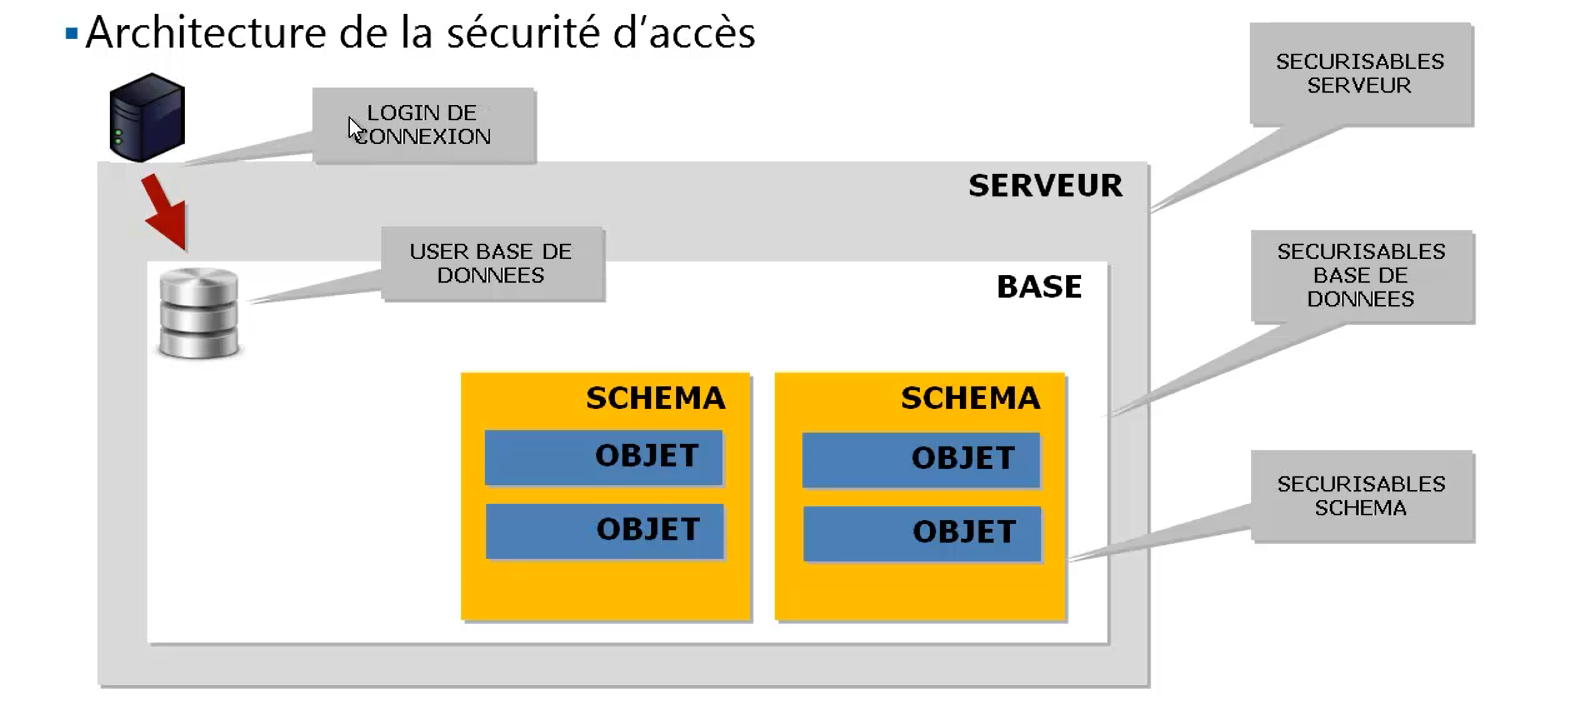 Architecture de la sécurité d'accès
LOGIN DE
CONNEXION
SECURISABLES
SERVEUR
SERVEUR
USER BASE DE
DONNEES
BASE
SECURISABLES
BASE DE
DONNEES
SCHEMA
OBJET
OBJET
SCHEMA
OBJET
OBJET
SECURISABLES
SCHEMA